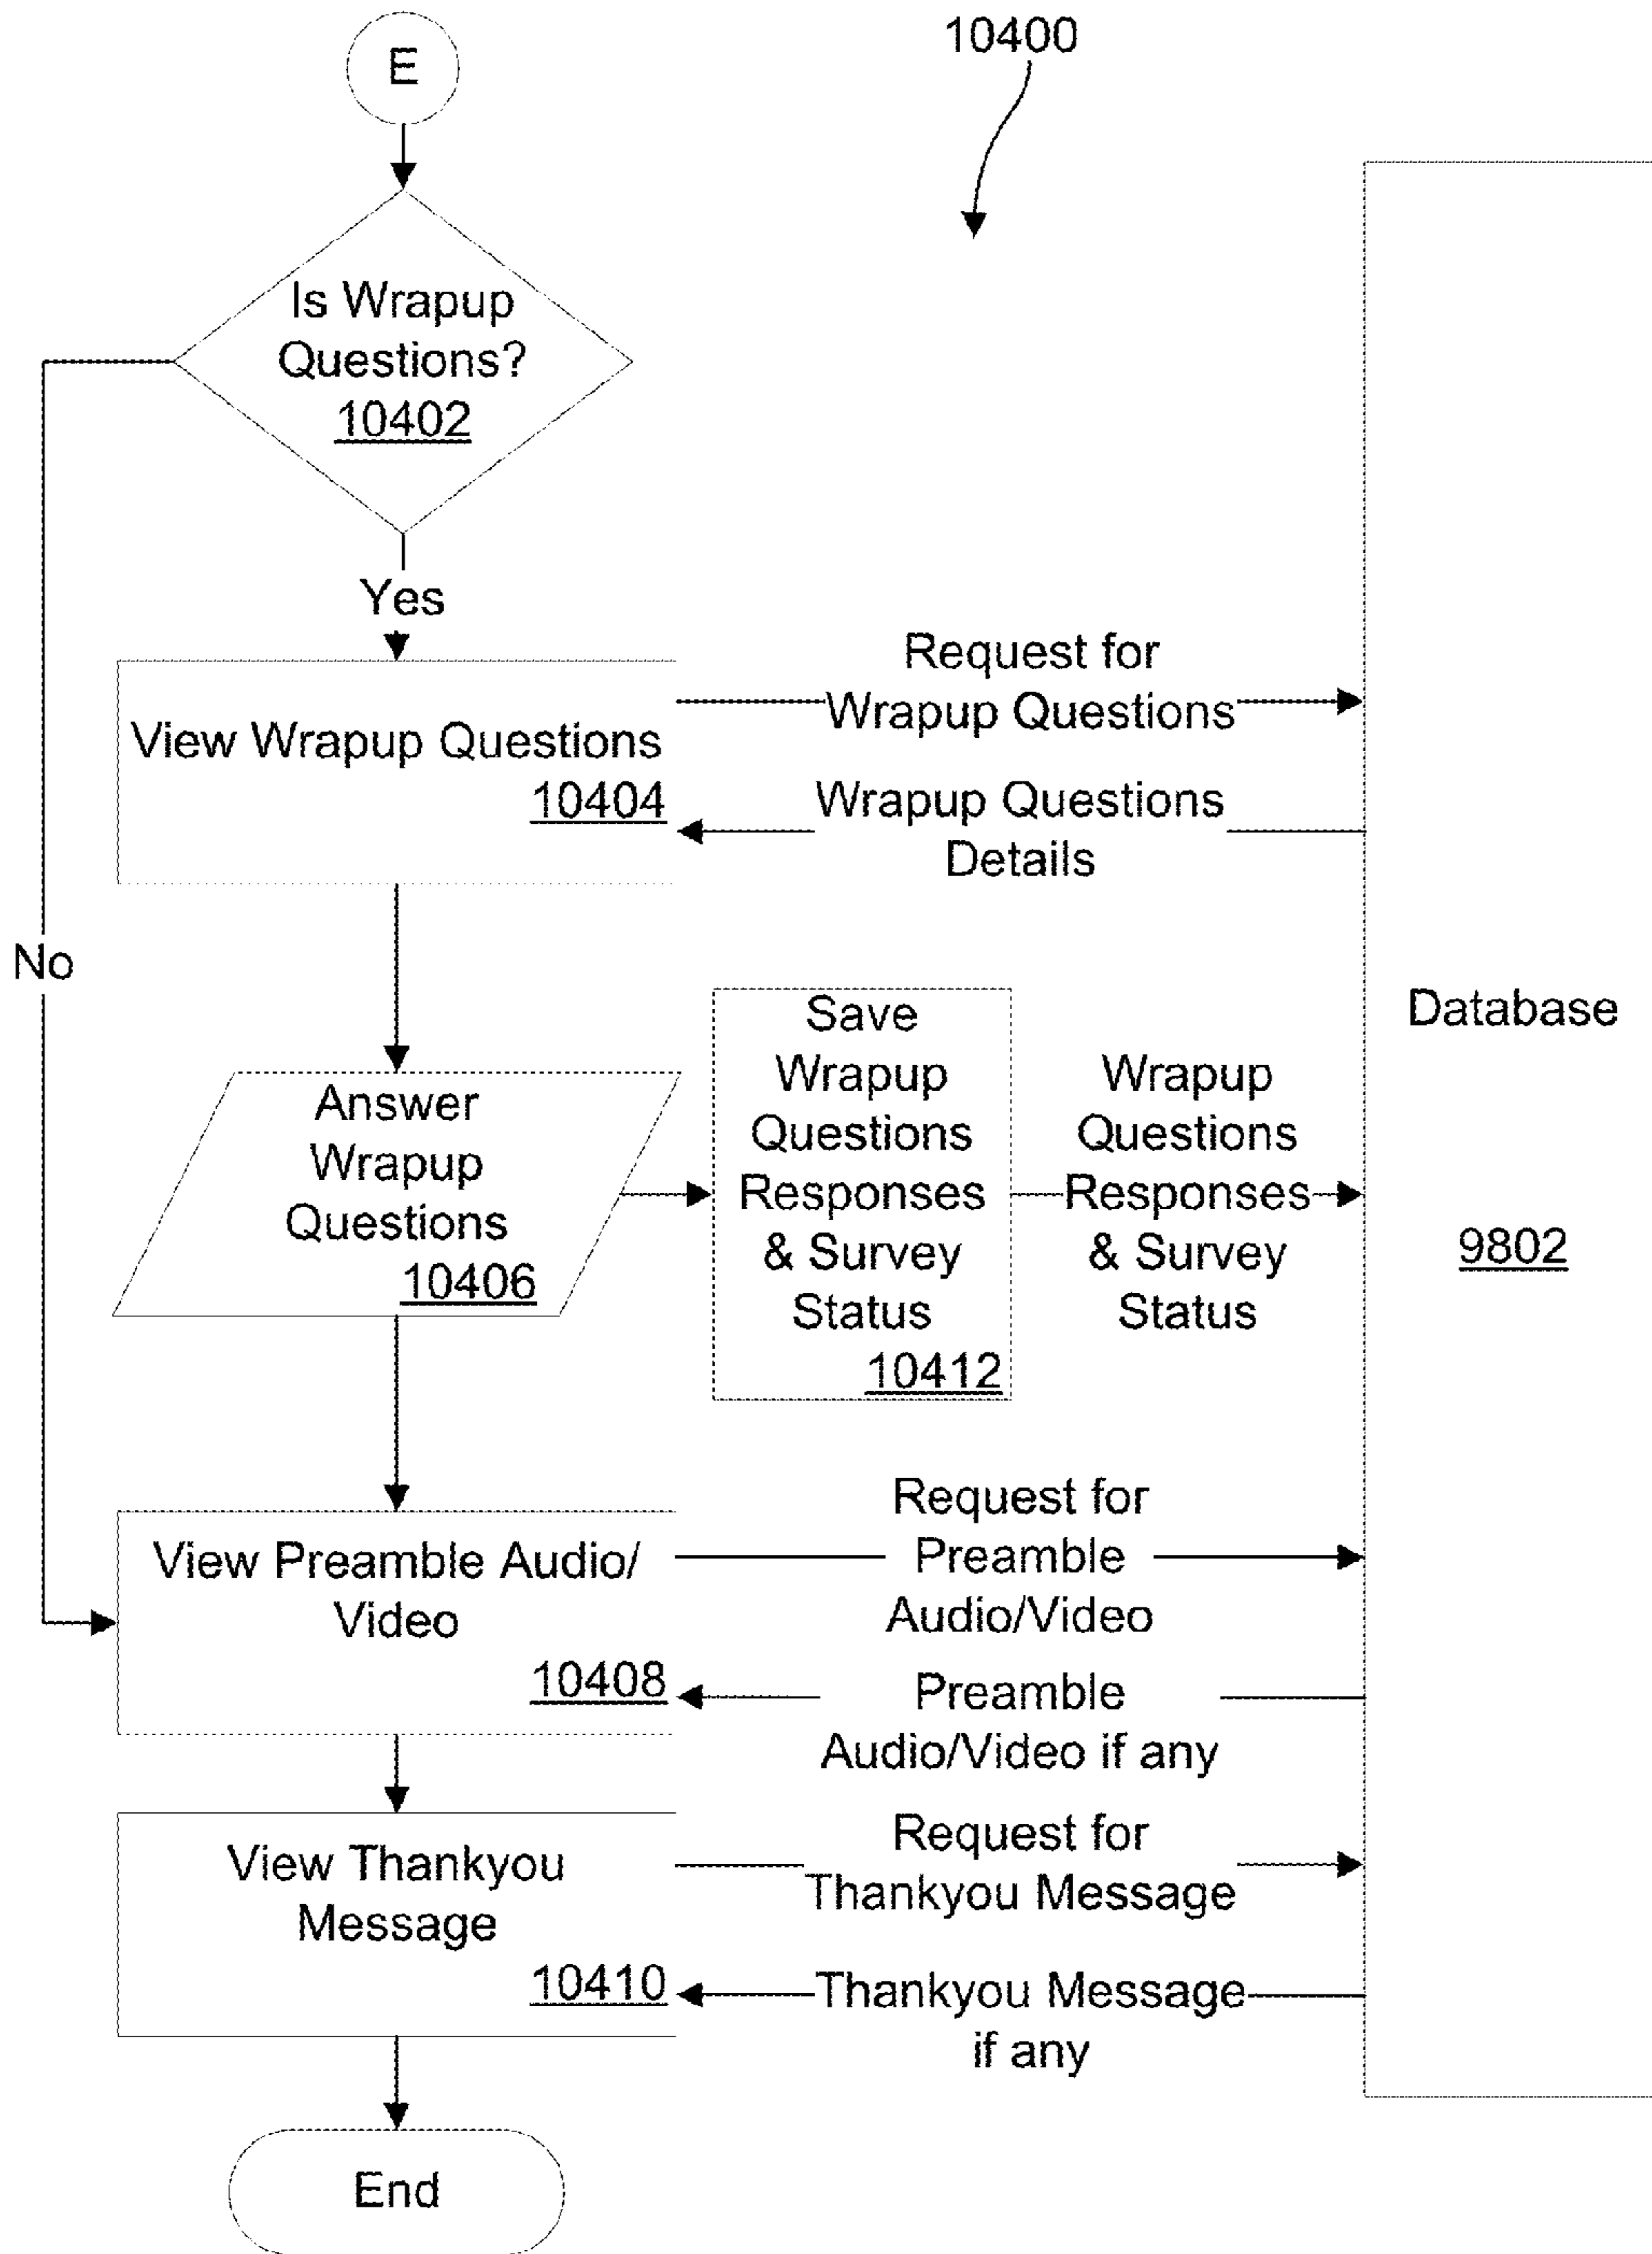 E
10400
Is Wrapup
Questions?
10402
Yes
No
View Wrapup Questions
10404
Request for
Wrapup Questions
Wrapup Questions
Details
Database
9802
Answer
Wrapup
Questions
10406
Save
Wrapup
Questions
Responses
& Survey
Status
10412
Wrapup
Questions
Responses
& Survey
Status
View Preamble Audio/
Video
10408
Request for
Preamble
Audio/Video
Preamble
Audio/Video if any
View Thankyou
Message
10410
Request for
Thankyou Message
Thankyou Message
if any
End